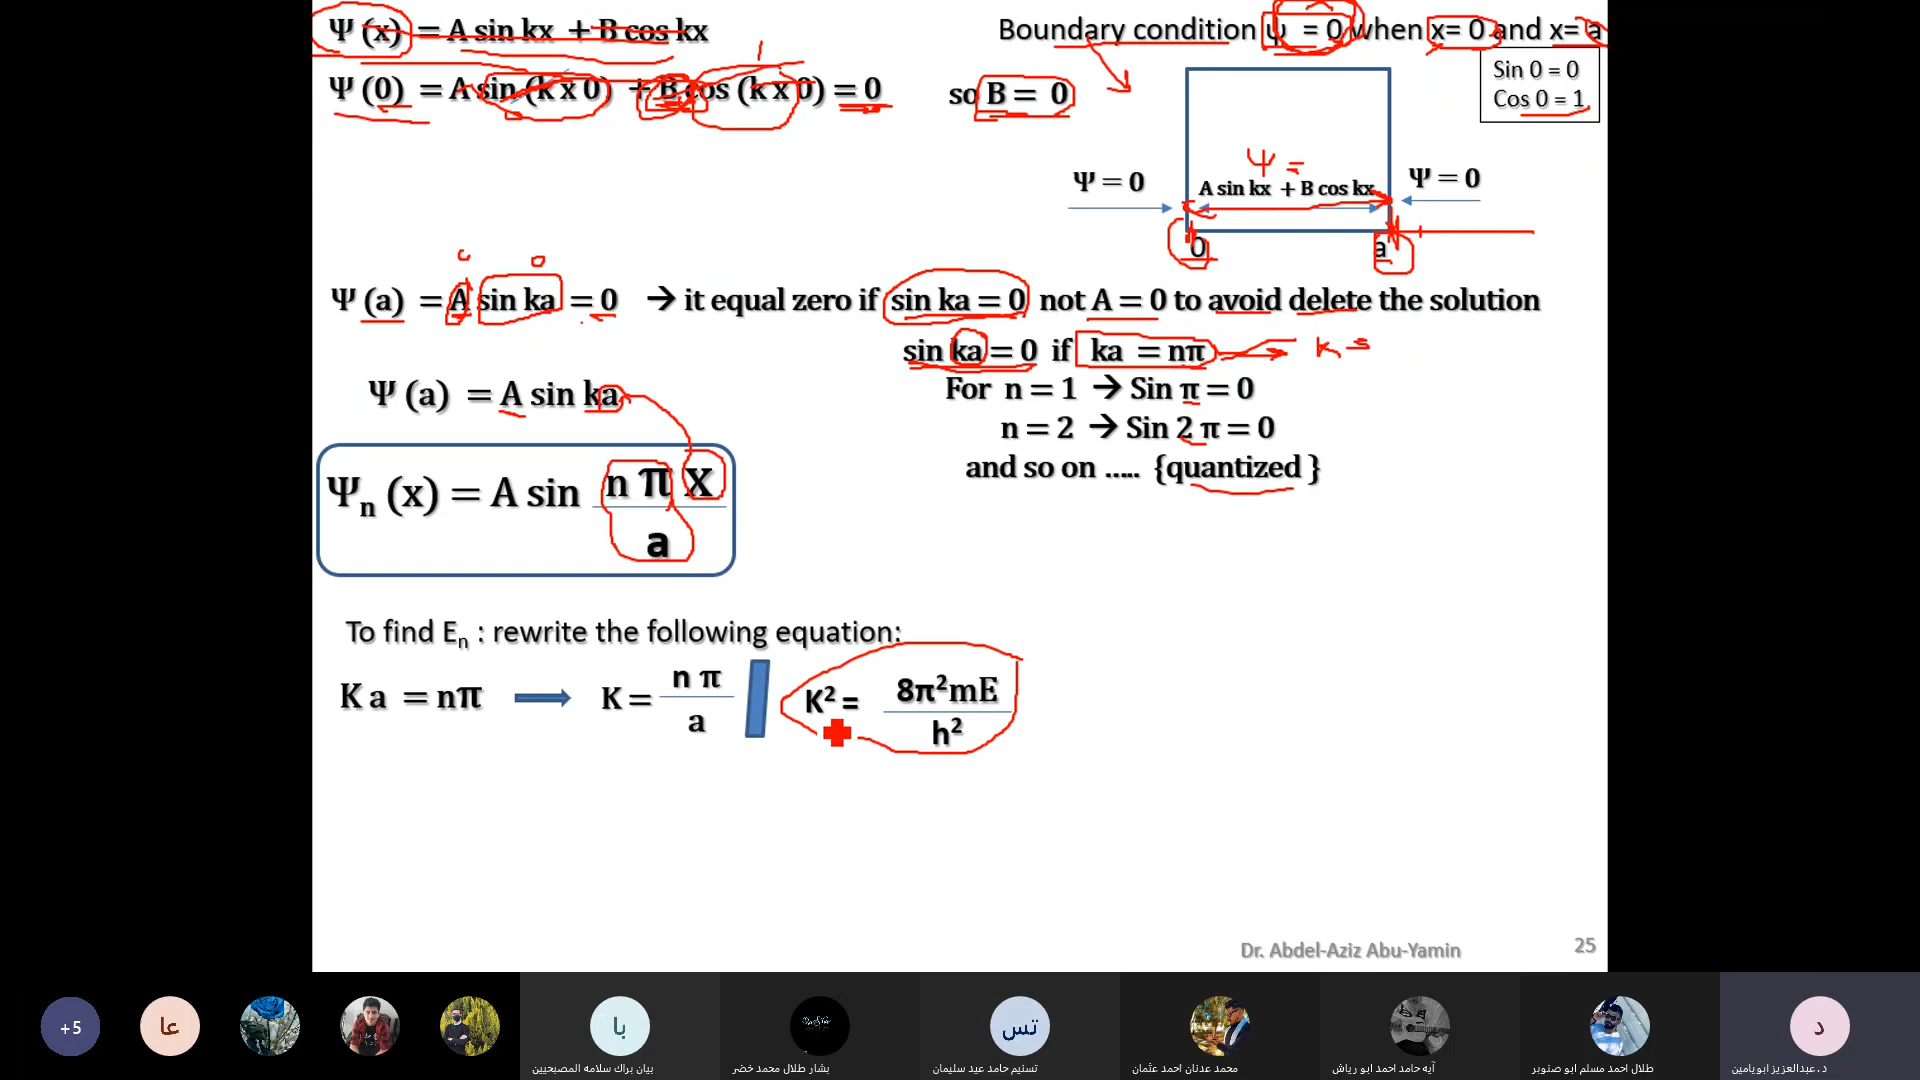 Ψ (x) = A sin kx + B cos kx
Boundary condition ψ = 0 when x= 0 and x= a
Ψ (0) = A sin (k x 0) + B cos (k x 0) = 0
1
so B = 0
Sin 0 = 0
Cos 0 = 1
Ψ =
Ψ = 0
A sin kx + B cos kx
Ψ = 0
0
a
0
Ψ (a) = A sin ka = 0 → it equal zero if sin ka = 0 not A = 0 to avoid delete the solution
sin ka = 0 if ka = nπ
k =
Ψ (a) = A sin ka
For n = 1 → Sin π = 0
n = 2 → Sin 2 π = 0
and so on ..... {quantized }
Ψn (x) = A sin n π x
a
To find En : rewrite the following equation:
K a = nπ
K = n π
a
K² = 8π²mE
h²
Dr. Abdel-Aziz Abu-Yamin
25
+5
عا
با
تس
د
بيان براك سلامه المصبحيين
بشار طلال محمد خضر
تسنيم حامد عيد سليمان
محمد عدنان احمد عثمان
آيه حامد احمد ابو رياش
طلال احمد مسلم ابو صنوبر
د.عبدالعزيز ابويامين